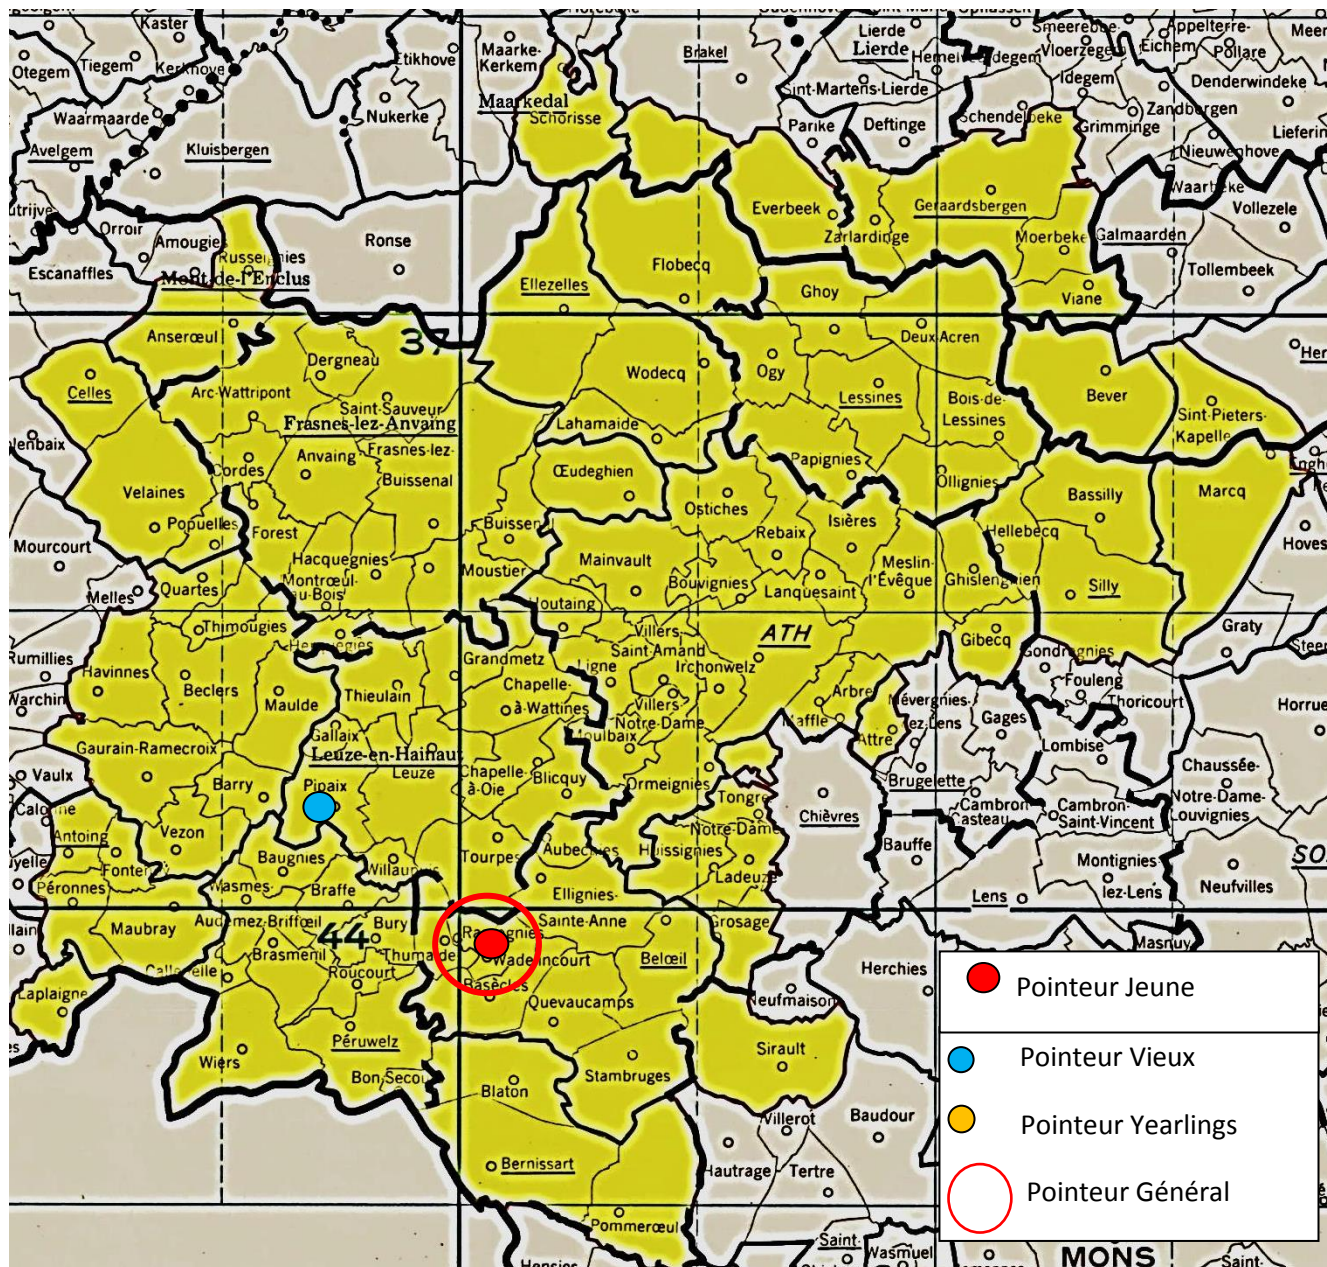 Kaster
Otegem
Tiegem
Kerkhove
Etikhove
Maarke-
Kerkem
Brakel
Lierde
Lierde
Hemelveerdegem
Smeerebbe-
Vloerzegem
Appelterre-
Eichem
Pollare
Meer
Idegem
Denderwindeke
Waarmaarde
Nukerke
Maarkedal
Schorisse
Sint-Martens-Lierde
Parike
Deftinge
Schendelbeke
Zandbergen
Grimminge
Lieferin
Nieuwenhove
Avelgem
Kluisbergen
Waarbeke
Vollezele
Orroir
Amougies
Escanaffles
Russeignies
Mont-de-l'Enclus
Ronse
Everbeek
Zarlardinge
Geraardsbergen
Moerbeke
Galmaarden
Tollembeek
Viane
Flobecq
Ellezelles
Ghoy
Deux-Acren
Anserœul
37
Dergneau
Celles
Arc-Wattripont
Saint-Sauveur
Frasnes-lez-Anvaing
Wodecq
Ogy
Lessines
Bois-de-
Lessines
Bever
Her
Sint-Pieters-
Kapelle
Lahamaide
Cordes
Anvaing
Frasnes-lez-
Buissenal
Œudeghien
Papignies
Ollignies
Bassilly
Marcq
Velaines
Popuelles
Forest
Buissenal
Ostiches
Rebaix
Isières
Hellebecq
Hoves
Mourcourt
Hacquegnies
Moustier
Mainvault
Bouvignies
Lanquesaint
Meslin-
l'Évêque
Ghislenghien
Silly
Melles
Quartes
Montrœul-
au-Bois
Houtaing
Thimougies
Herquegies
Villers-
Saint-Amand
ATH
Gibecq
Graty
Gondregnies
Rumillies
Havinnes
Beclers
Maulde
Thieulain
Grandmetz
Ligne
Irchonwelz
Fouleng
Warchin
Chapelle-
à-Wattines
Villers-
Notre-Dame
Moulbaix
Arbre
Maffle
Attre
Mévergnies-
lez-Lens
Gages
Thoricourt
Horrue
Gaurain-Ramecroix
Gallaix
Leuze-en-Hainaut
Leuze
Lombise
Vaulx
Barry
Pipaix
Chapelle-
à-Oie
Blicquy
Ormeignies
Brugelette
Chaussée-
Notre-Dame-
Louvignies
Antoing
Vezon
Tongre-
Notre-Dame
Chièvres
Cambron-
Casteau
Cambron-
Saint-Vincent
Fontenoy
Baugnies
Willaupuis
Tourpes
Aubechies
Huissignies
Bauffe
Montignies-
lez-Lens
Neufvilles
Péronnes
Wasmes-
Audemez-Briffœil
Braffe
Ellignies-
Sainte-Anne
Ladeuze
Lens
Maubray
44
Bury
Grosage
Masnuy
Callenelle
Brasmenil
Thumaide
Wadelincourt
Belœil
Herchies
Laplaigne
Roucourt
Basècles
Quevaucamps
Neufmaison
Wiers
Péruwelz
Bon-Secou
Stambruges
Sirault
Blaton
Baudour
Villerot
Bernissart
Hautrage
Tertre
Pommerœul
Hensies
Saint-
Wasmuel
MONS
Saint-
Pointeur Jeune
Pointeur Vieux
Pointeur Yearlings
Pointeur Général